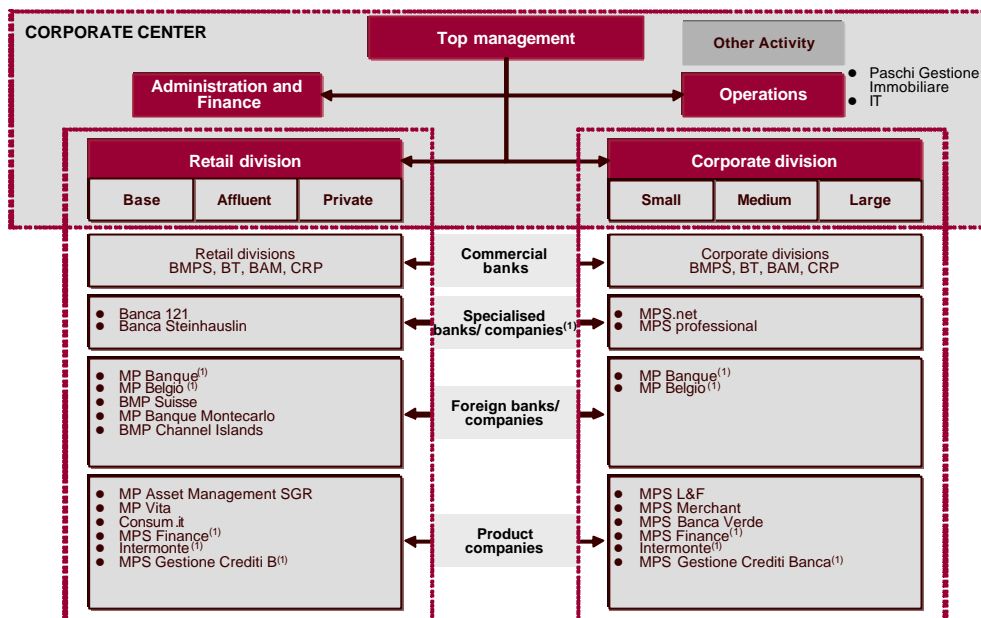 CORPORATE CENTER
Top management
Other Activity
Administration and
Finance
Operations
● Paschi Gestione
Immobiliare
● IT
Retail division
Base Affluent Private
Corporate division
Small Medium Large
Retail divisions
BMPS, BT, BAM, CRP
Commercial
banks
Corporate divisions
BMPS, BT, BAM, CRP
● Banca 121
● Banca Steinhauslin
Specialised
banks/ companies(1)
● MPS.net
● MPS professional
● MP Banque(1)
● MP Belgio(1)
● BMP Suisse
● MP Banque Montecarlo
● BMP Channel Islands
Foreign banks/
companies
● MP Banque(1)
● MP Belgio(1)
● MP Asset Management SGR
● MP Vita
● Consum.it
● MPS Finance(1)
● Intermonte(1)
● MPS Gestione Crediti B(1)
Product
companies
● MPS L&F
● MPS Merchant
● MPS Banca Verde
● MPS Finance(1)
● Intermonte(1)
● MPS Gestione Crediti Banca(1)